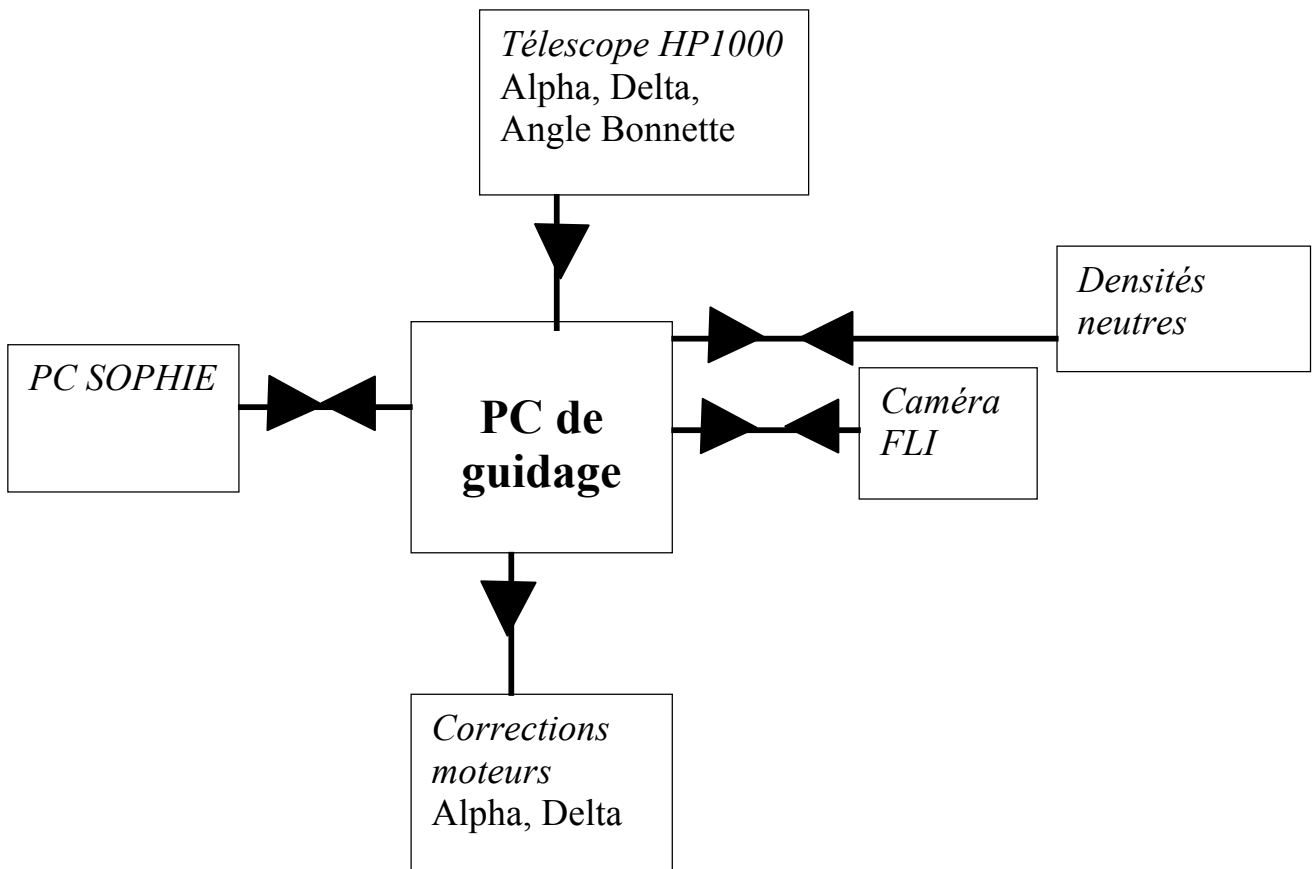 Télescope HP1000
Alpha, Delta,
Angle Bonnette
Densités
neutres
PC SOPHIE
PC de
guidage
Caméra
FLI
Corrections
moteurs
Alpha, Delta